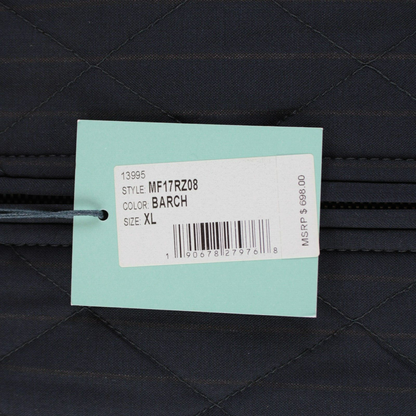 13995
STYLE: MF17RZ08
COLOR: BARCH
SIZE: XL
1 90678 27976 8
MSRP $ 698.00